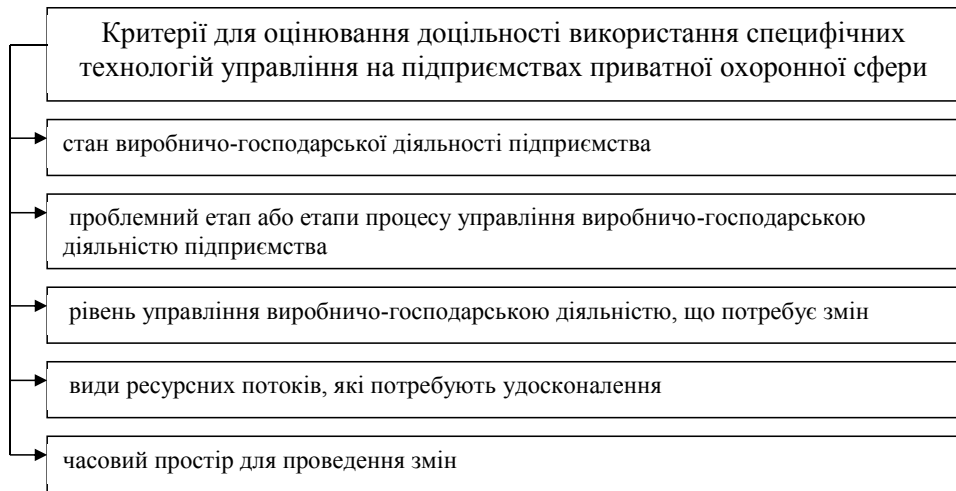 Критерії для оцінювання доцільності використання специфічних
технологій управління на підприємствах приватної охоронної сфери
стан виробничо-господарської діяльності підприємства
проблемний етап або етапи процесу управління виробничо-господарською
діяльністю підприємства
рівень управління виробничо-господарською діяльністю, що потребує змін
види ресурсних потоків, які потребують удосконалення
часовий простір для проведення змін